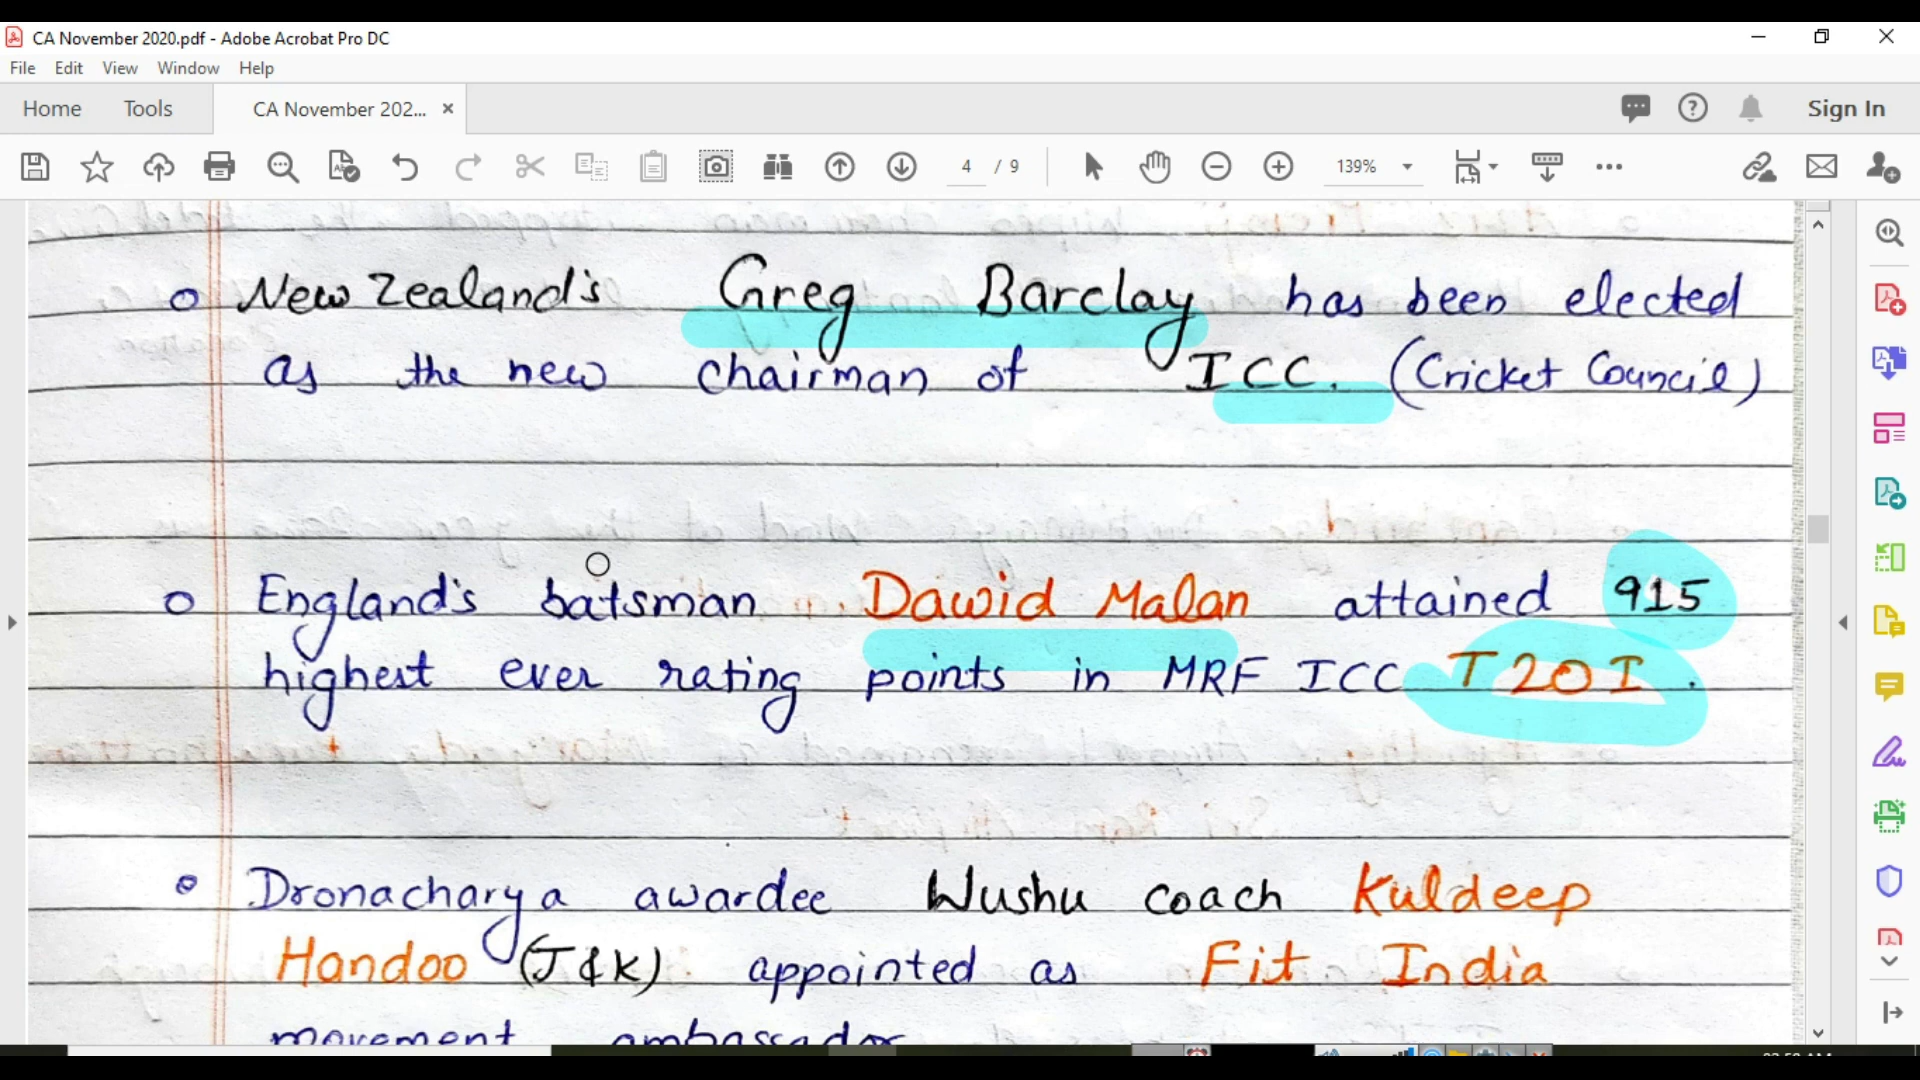 CA November 2020.pdf - Adobe Acrobat Pro DC
File Edit View Window Help
Home Tools CA November 202... × Sign In
4 / 9 139%
New Zealand's Greg Barclay has been elected
as the new chairman of ICC. (Cricket Council)
England's batsman Dawid Malan attained 915
highest ever rating points in MRF ICC T20I.
Dronacharya awardee Wushu coach Kuldeep
Handoo (J&K) appointed as Fit India
movement ambassador